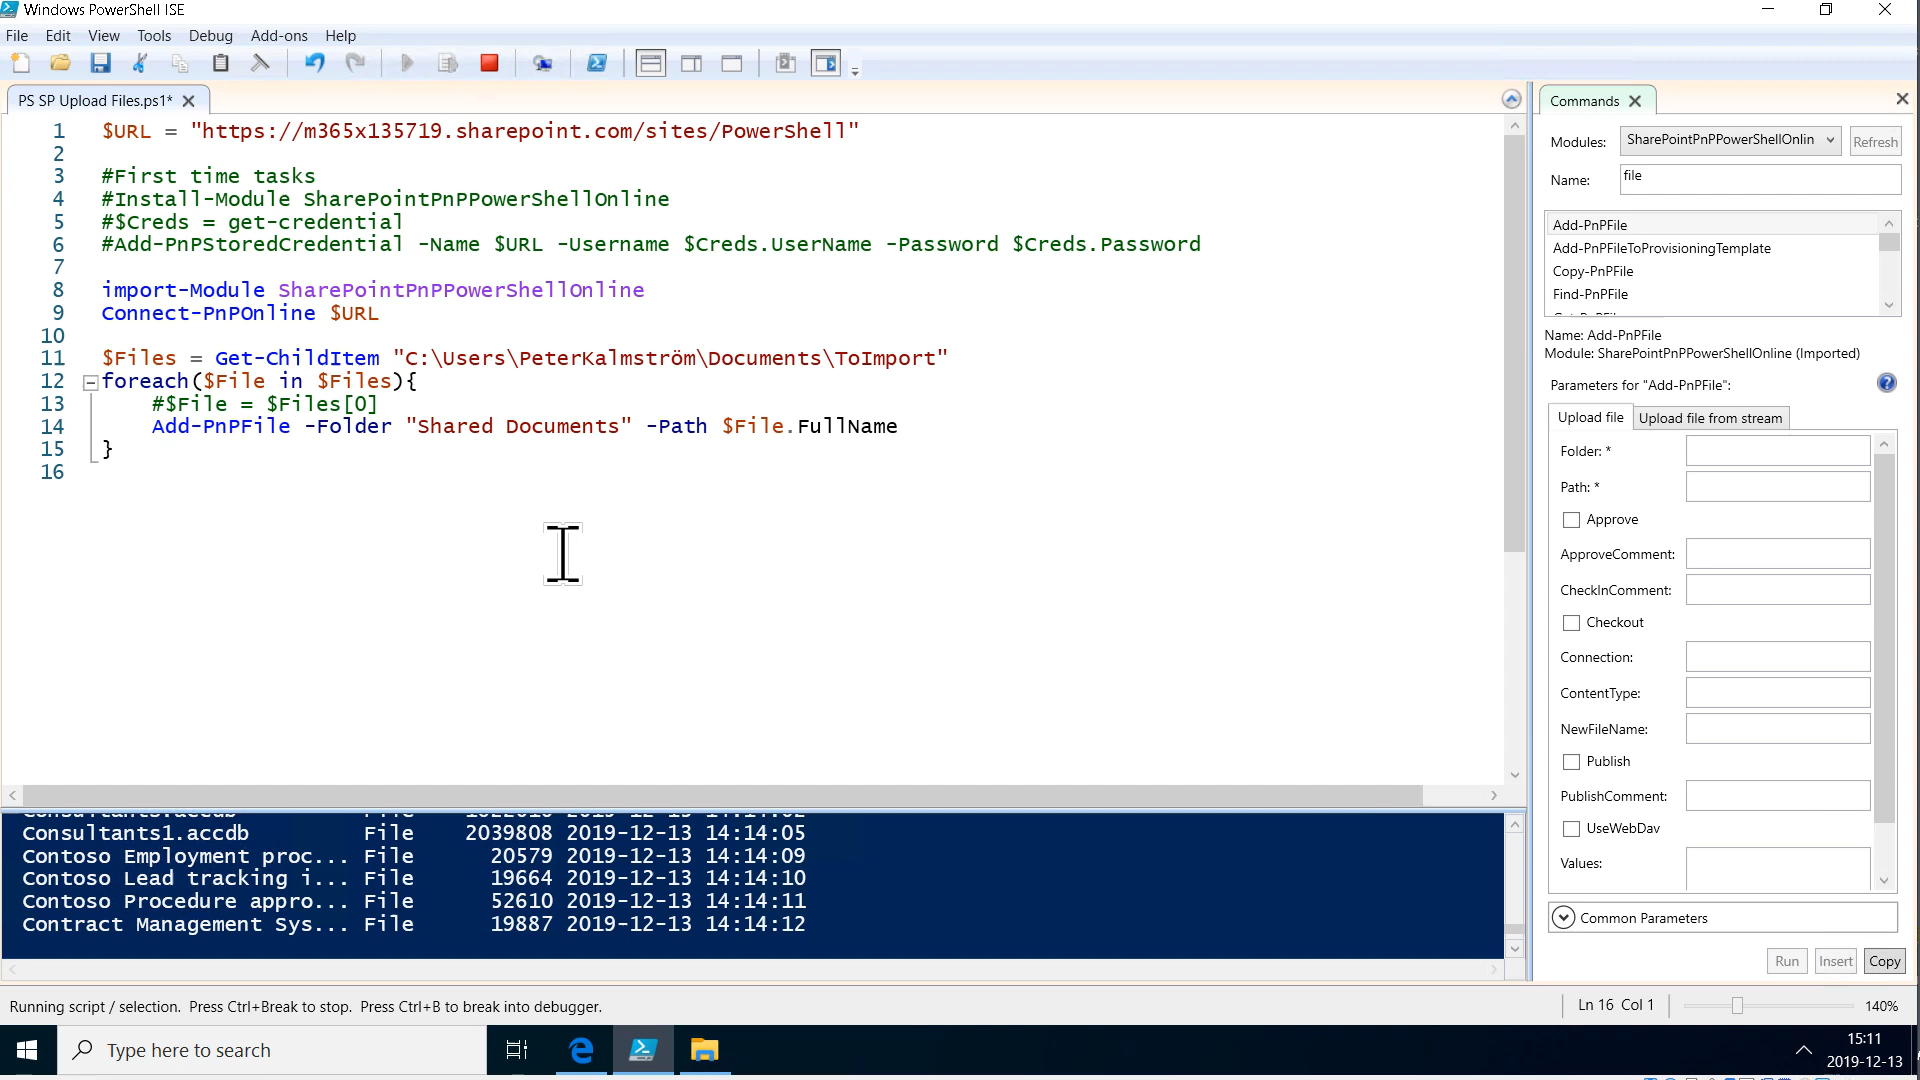 Windows PowerShell ISE
File Edit View Tools Debug Add-ons Help
PS SP Upload Files.ps1*
1 $URL = "https://m365x135719.sharepoint.com/sites/PowerShell"
2
3 #First time tasks
4 #Install-Module SharePointPnPPowerShellOnline
5 #$Creds = get-credential
6 #Add-PnPStoredCredential -Name $URL -Username $Creds.UserName -Password $Creds.Password
7
8 import-Module SharePointPnPPowerShellOnline
9 Connect-PnPOnline $URL
10
11 $Files = Get-ChildItem "C:\Users\PeterKalmström\Documents\ToImport"
12 foreach($File in $Files){
13 #$File = $Files[0]
14 Add-PnPFile -Folder "Shared Documents" -Path $File.FullName
15 }
16
Consultants1.accdb File 2039808 2019-12-13 14:14:05
Contoso Employment proc... File 20579 2019-12-13 14:14:09
Contoso Lead tracking i... File 19664 2019-12-13 14:14:10
Contoso Procedure appro... File 52610 2019-12-13 14:14:11
Contract Management Sys... File 19887 2019-12-13 14:14:12
Commands
Modules: SharePointPnPPowerShellOnlin Refresh
Name: file
Add-PnPFile
Add-PnPFileToProvisioningTemplate
Copy-PnPFile
Find-PnPFile
Name: Add-PnPFile
Module: SharePointPnPPowerShellOnline (Imported)
Parameters for "Add-PnPFile":
Upload file Upload file from stream
Folder: *
Path: *
Approve
ApproveComment:
CheckInComment:
Checkout
Connection:
ContentType:
NewFileName:
Publish
PublishComment:
UseWebDav
Values:
Common Parameters
Run Insert Copy
Running script / selection. Press Ctrl+Break to stop. Press Ctrl+B to break into debugger.
Ln 16 Col 1
140%
Type here to search
15:11
2019-12-13